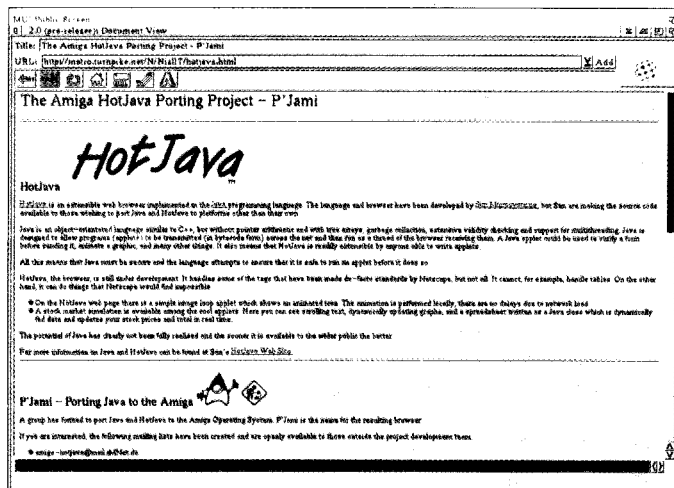 MUI Public Screen
2.0 (pre-release): Document View
Title: The Amiga HotJava Porting Project - P'Jami
URL: http://metro.turnpike.net/N/NiallT/hotjava.html
Add
The Amiga HotJava Porting Project - P'Jami
HotJava
TM
HotJava
HotJava is an extensible web browser implemented in the Java programming language. The language and browser have been developed by Sun Microsystems, but Sun are making the source code
available to those wishing to port Java and HotJava to platforms other than their own
Java is an object-orientated language similar to C++, but without pointer arithmetic and with true arrays, garbage collection, extensive validity checking and support for multithreading. Java is
designed to allow programs (applets) to be transmitted (in bytecode form) across the net and then run as a thread of the browser receiving them. A Java applet could be used to verify a form
before sending it, animate a graphic, and many other things. It also means that HotJava is readily extensible by anyone able to write applets.
All this means that Java must be secure and the language attempts to ensure that it is safe to run an applet before it does so
HotJava, the browser, is still under development. It handles some of the tags that have been made de-facto standards by Netscape, but not all. It cannot, for example, handle tables. On the other
hand, it can do things that Netscape would find impossible
On the HotJava web page there is a simple image loop applet which shows an animated tree. The animation is performed locally, there are no delays due to network load
A stock market simulation is available among the cool applets. Here you can see scrolling text, dynamically updating graphs, and a spreadsheet written as a Java class which is dynamically
fed data and updates your stock prices and total in real time.
The potential of Java has clearly not been fully realised and the sooner it is available to the wider public the better
Far more information on Java and HotJava can be found at Sun's HotJava Web Site
P'Jami - Porting Java to the Amiga
A group has formed to port Java and HotJava to the Amiga Operating System. P'Jami is the name for the resulting browser
If you are interested, the following mailing lists have been created and are openly available to those outside the project development team
amiga-hotjava@mail.iMNet.de